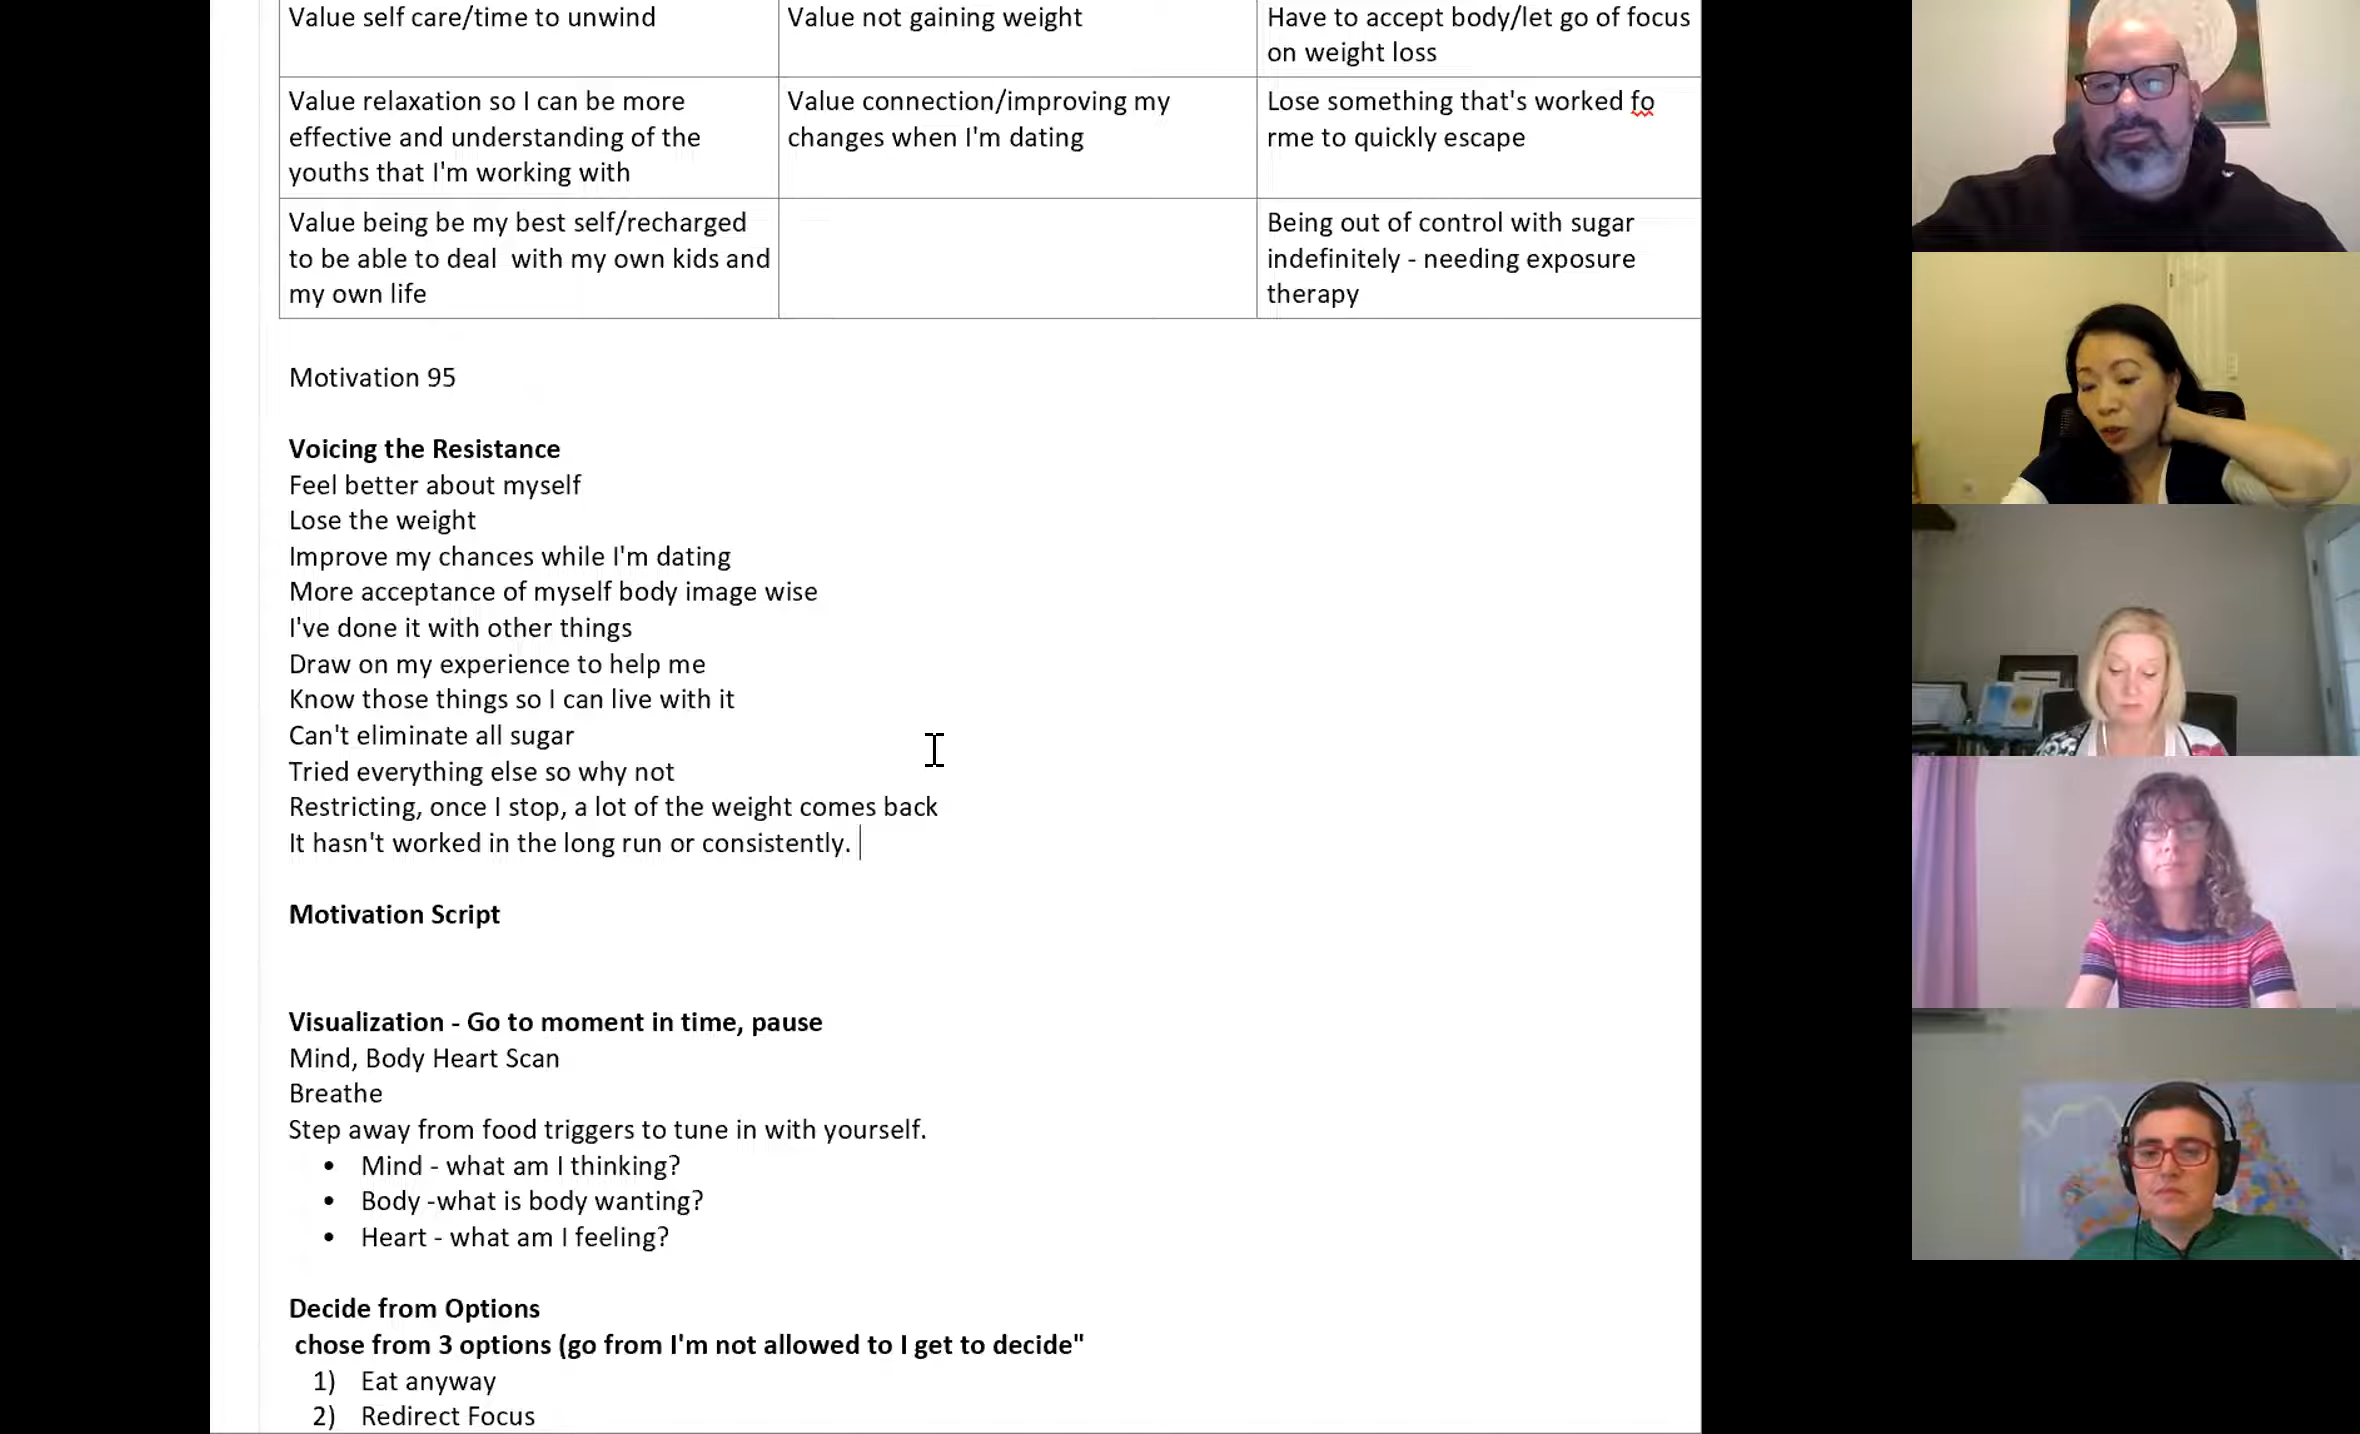 Value self care/time to unwind
Value not gaining weight
Have to accept body/let go of focus
on weight loss
Value relaxation so I can be more
effective and understanding of the
youths that I'm working with
Value connection/improving my
changes when I'm dating
Lose something that's worked fo
rme to quickly escape
Value being be my best self/recharged
to be able to deal  with my own kids and
my own life
Being out of control with sugar
indefinitely - needing exposure
therapy
Motivation 95
Voicing the Resistance
Feel better about myself
Lose the weight
Improve my chances while I'm dating
More acceptance of myself body image wise
I've done it with other things
Draw on my experience to help me
Know those things so I can live with it
Can't eliminate all sugar
Tried everything else so why not
Restricting, once I stop, a lot of the weight comes back
It hasn't worked in the long run or consistently.
Motivation Script
Visualization - Go to moment in time, pause
Mind, Body Heart Scan
Breathe
Step away from food triggers to tune in with yourself.
• Mind - what am I thinking?
• Body -what is body wanting?
• Heart - what am I feeling?
Decide from Options
chose from 3 options (go from I'm not allowed to I get to decide"
1) Eat anyway
2) Redirect Focus